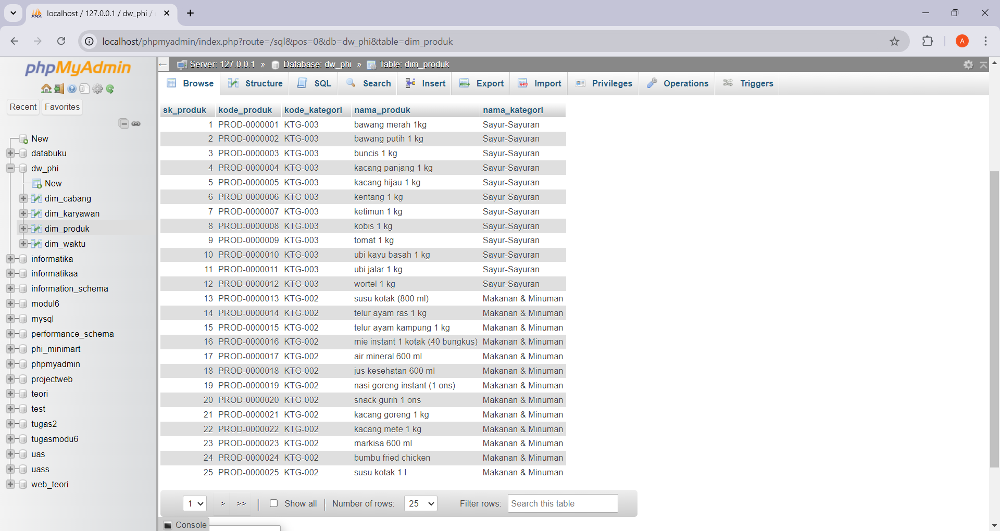 localhost / 127.0.0.1 / dw_phi /
localhost/phpmyadmin/index.php?route=/sql&pos=0&db=dw_phi&table=dim_produk
A
phpMyAdmin
Recent Favorites
New
databuku
dw_phi
New
dim_cabang
dim_karyawan
dim_produk
dim_waktu
informatika
informatikaa
information_schema
modul6
mysql
performance_schema
phi_minimart
phpmyadmin
projectweb
teori
test
tugas2
tugasmodu6
uas
uass
web_teori
Server: 127.0.0.1 » Database: dw_phi » Table: dim_produk
Browse Structure SQL Search Insert Export Import Privileges Operations Triggers
sk_produk kode_produk kode_kategori nama_produk nama_kategori
1 PROD-0000001 KTG-003 bawang merah 1kg Sayur-Sayuran
2 PROD-0000002 KTG-003 bawang putih 1 kg Sayur-Sayuran
3 PROD-0000003 KTG-003 buncis 1 kg Sayur-Sayuran
4 PROD-0000004 KTG-003 kacang panjang 1 kg Sayur-Sayuran
5 PROD-0000005 KTG-003 kacang hijau 1 kg Sayur-Sayuran
6 PROD-0000006 KTG-003 kentang 1 kg Sayur-Sayuran
7 PROD-0000007 KTG-003 ketimun 1 kg Sayur-Sayuran
8 PROD-0000008 KTG-003 kobis 1 kg Sayur-Sayuran
9 PROD-0000009 KTG-003 tomat 1 kg Sayur-Sayuran
10 PROD-0000010 KTG-003 ubi kayu basah 1 kg Sayur-Sayuran
11 PROD-0000011 KTG-003 ubi jalar 1 kg Sayur-Sayuran
12 PROD-0000012 KTG-003 wortel 1 kg Sayur-Sayuran
13 PROD-0000013 KTG-002 susu kotak (800 ml) Makanan & Minuman
14 PROD-0000014 KTG-002 telur ayam ras 1 kg Makanan & Minuman
15 PROD-0000015 KTG-002 telur ayam kampung 1 kg Makanan & Minuman
16 PROD-0000016 KTG-002 mie instant 1 kotak (40 bungkus) Makanan & Minuman
17 PROD-0000017 KTG-002 air mineral 600 ml Makanan & Minuman
18 PROD-0000018 KTG-002 jus kesehatan 600 ml Makanan & Minuman
19 PROD-0000019 KTG-002 nasi goreng instant (1 ons) Makanan & Minuman
20 PROD-0000020 KTG-002 snack gurih 1 ons Makanan & Minuman
21 PROD-0000021 KTG-002 kacang goreng 1 kg Makanan & Minuman
22 PROD-0000022 KTG-002 kacang mete 1 kg Makanan & Minuman
23 PROD-0000023 KTG-002 markisa 600 ml Makanan & Minuman
24 PROD-0000024 KTG-002 bumbu fried chicken Makanan & Minuman
25 PROD-0000025 KTG-002 susu kotak 1 l Makanan & Minuman
1 > >> | Show all | Number of rows: 25 Filter rows: Search this table
Console